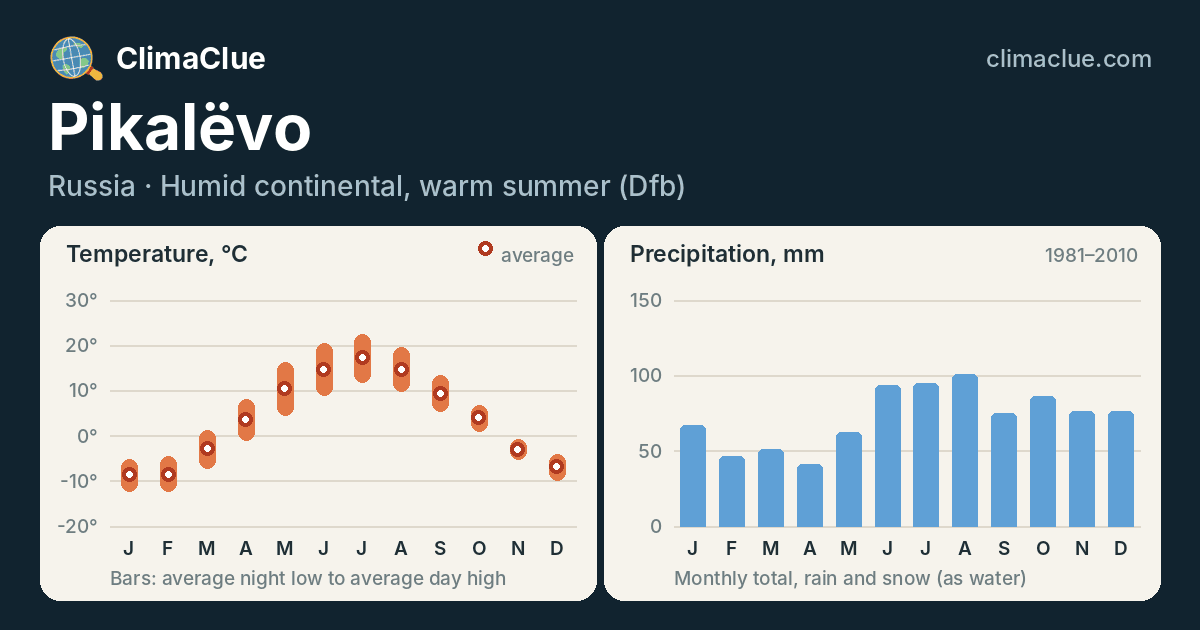 ClimaClue
climaclue.com
Pikalëvo
Russia · Humid continental, warm summer (Dfb)
Temperature, °C
average
30°
20°
10°
0°
-10°
-20°
J F M A M J J A S O N D
Bars: average night low to average day high
Precipitation, mm
1981–2010
150
100
50
0
J F M A M J J A S O N D
Monthly total, rain and snow (as water)